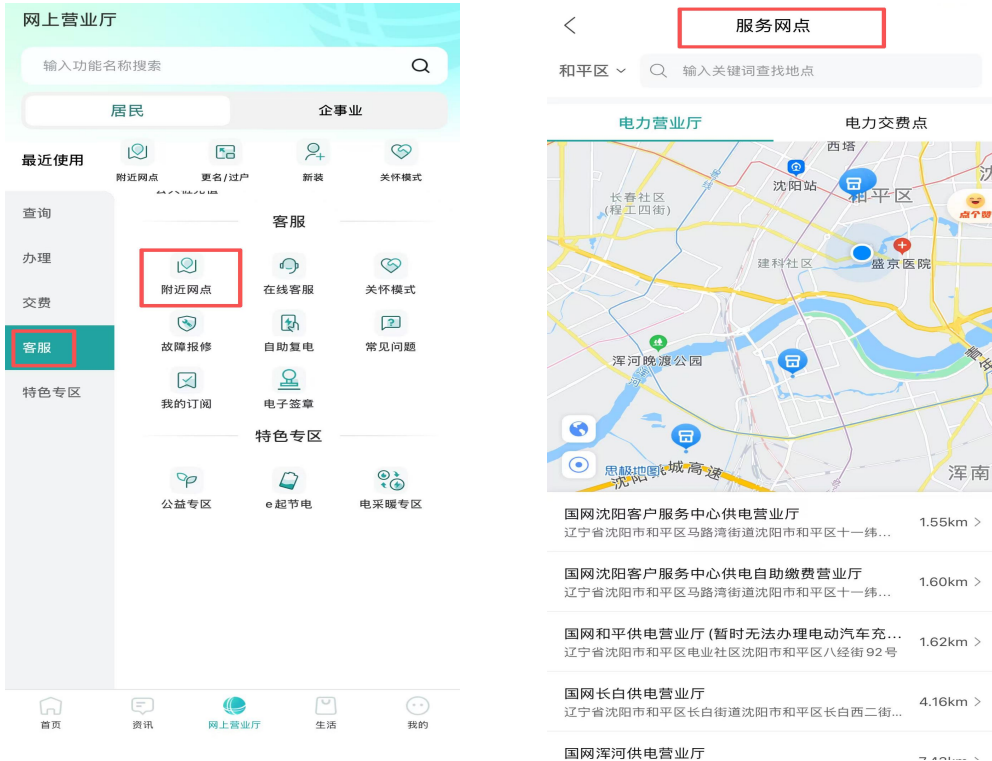 网上营业厅
输入功能名称搜索
居民
企事业
最近使用
附近网点
更名/过户
新装
关怀模式
查询
办理
交费
客服
特色专区
客服
附近网点
在线客服
关怀模式
故障报修
自助复电
常见问题
我的订阅
电子签章
特色专区
公益专区
e起节电
电采暖专区
首页
资讯
网上营业厅
生活
我的
服务网点
和平区
输入关键词查找地点
电力营业厅
电力交费点
西塔
沈阳站
和平区
沈
长春社区
(程工四街)
点个赞
建科社区
盛京医院
浑河晚渡公园
青年
思极地图
沈阳绕城高速
浑南
国网沈阳客户服务中心供电营业厅
辽宁省沈阳市和平区马路湾街道沈阳市和平区十一纬...
1.55km
国网沈阳客户服务中心供电自助缴费营业厅
辽宁省沈阳市和平区马路湾街道沈阳市和平区十一纬...
1.60km
国网和平供电营业厅(暂时无法办理电动汽车充...
辽宁省沈阳市和平区电业社区沈阳市和平区八经街92号
1.62km
国网长白供电营业厅
辽宁省沈阳市和平区长白街道沈阳市和平区长白西二街...
4.16km
国网浑河供电营业厅